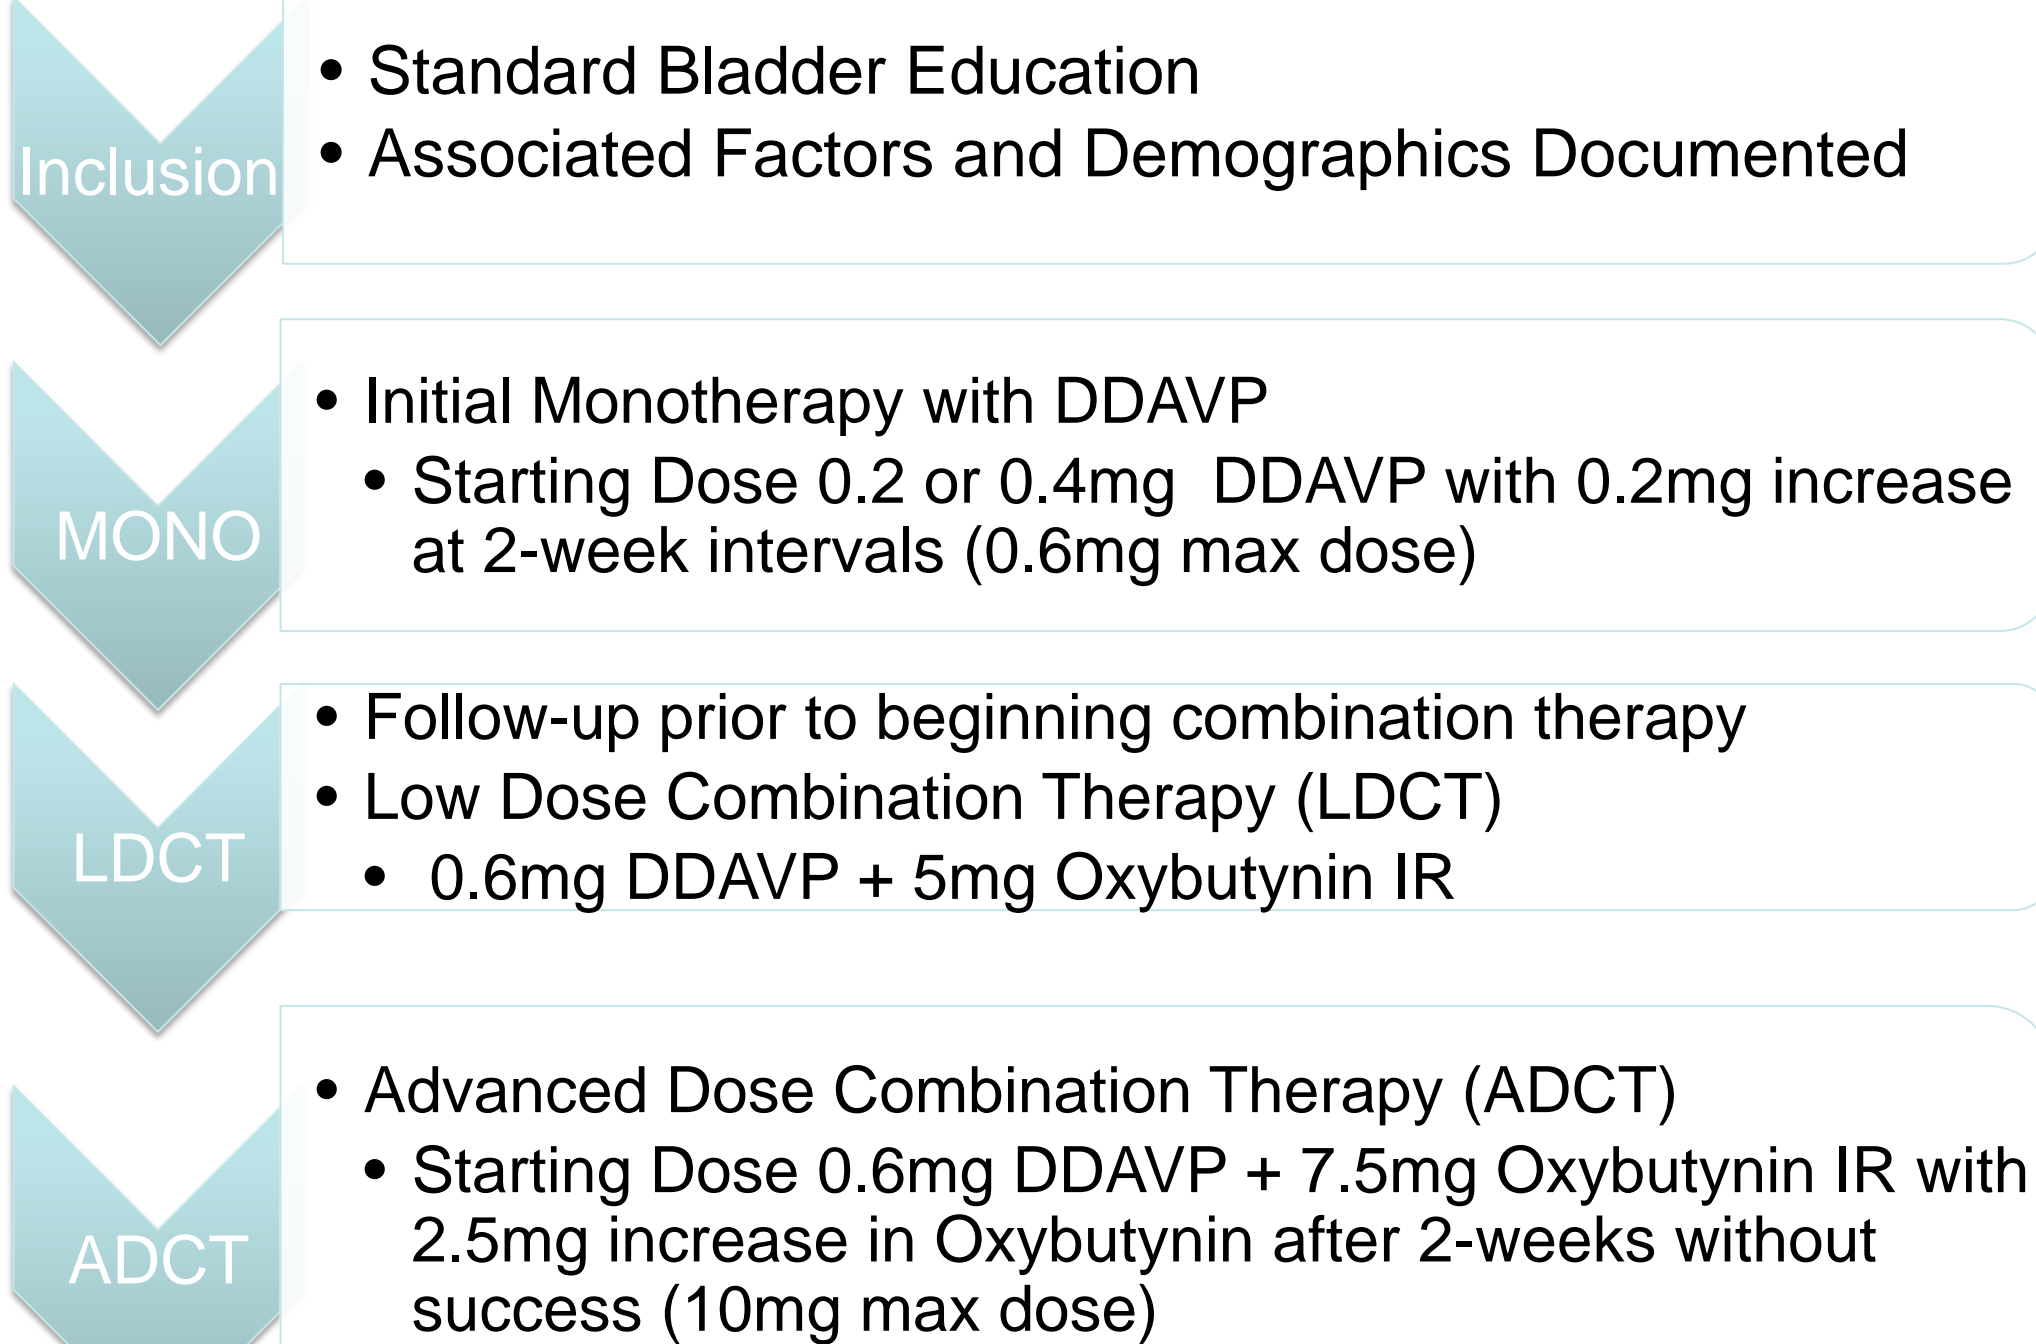 Inclusion
• Standard Bladder Education
• Associated Factors and Demographics Documented
MONO
• Initial Monotherapy with DDAVP
• Starting Dose 0.2 or 0.4mg DDAVP with 0.2mg increase
at 2-week intervals (0.6mg max dose)
LDCT
• Follow-up prior to beginning combination therapy
• Low Dose Combination Therapy (LDCT)
• 0.6mg DDAVP + 5mg Oxybutynin IR
ADCT
• Advanced Dose Combination Therapy (ADCT)
• Starting Dose 0.6mg DDAVP + 7.5mg Oxybutynin IR with
2.5mg increase in Oxybutynin after 2-weeks without
success (10mg max dose)